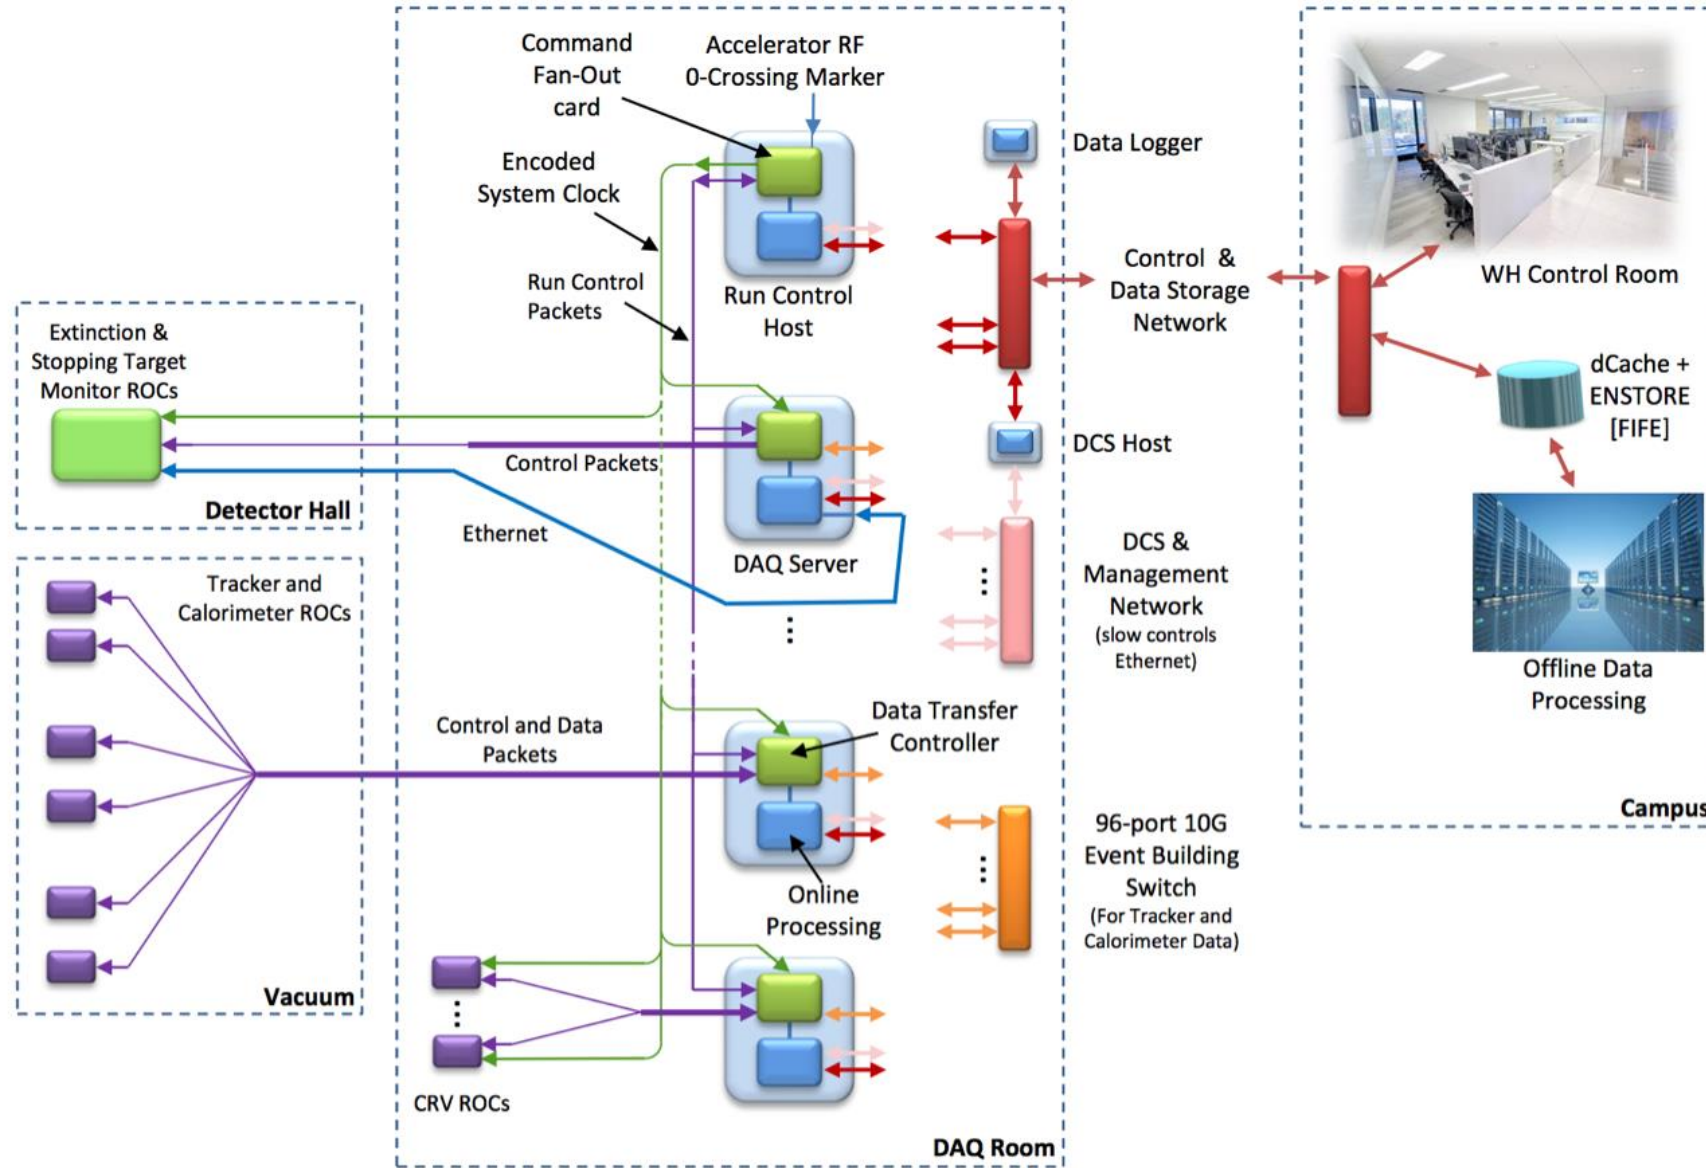 Command
Fan-Out
card
Accelerator RF
0-Crossing Marker
Encoded
System Clock
Run Control
Packets
Run Control
Host
Data Logger
Control &
Data Storage
Network
WH Control Room
dCache +
ENSTORE
[FIFE]
Extinction &
Stopping Target
Monitor ROCs
Control Packets
Detector Hall
Ethernet
DAQ Server
DCS Host
DCS &
Management
Network
(slow controls
Ethernet)
Offline Data
Processing
Tracker and
Calorimeter ROCs
Control and Data
Packets
Data Transfer
Controller
Campus
96-port 10G
Event Building
Switch
(For Tracker and
Calorimeter Data)
Online
Processing
Vacuum
CRV ROCs
DAQ Room